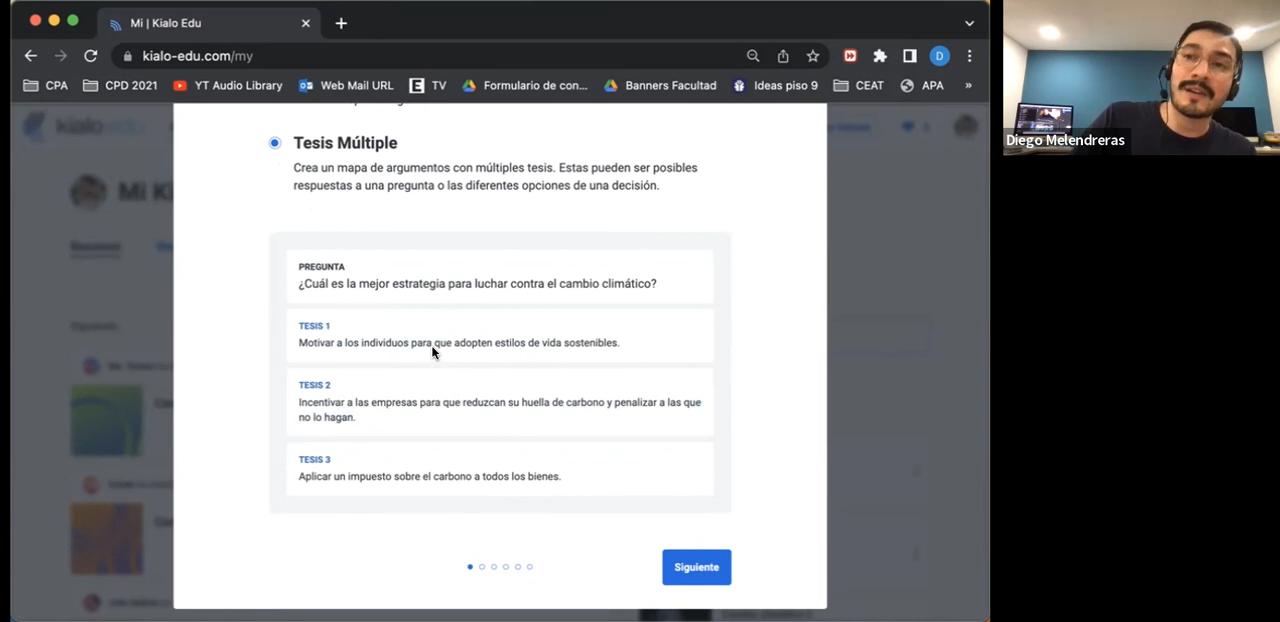 Mi | Kialo Edu
kialo-edu.com/my
D
CPA
CPD 2021
YT Audio Library
Web Mail URL
TV
Formulario de con...
Banners Facultad
Ideas piso 9
CEAT
APA
»
kialo edu
Mi
Tesis Múltiple
Crea un mapa de argumentos con múltiples tesis. Estas pueden ser posibles
respuestas a una pregunta o las diferentes opciones de una decisión.
PREGUNTA
¿Cuál es la mejor estrategia para luchar contra el cambio climático?
TESIS 1
Motivar a los individuos para que adopten estilos de vida sostenibles.
TESIS 2
Incentivar a las empresas para que reduzcan su huella de carbono y penalizar a las que
no lo hagan.
TESIS 3
Aplicar un impuesto sobre el carbono a todos los bienes.
Siguiente
Diego Melendreras